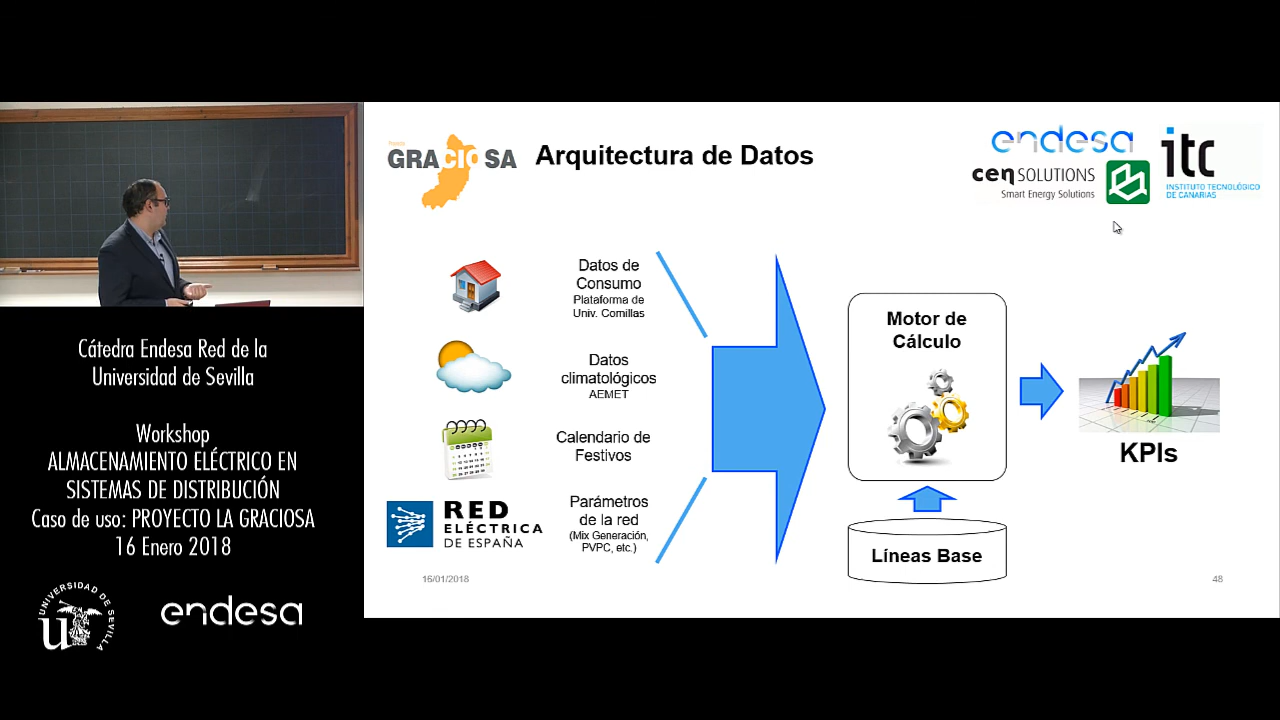 Cátedra Endesa Red de la
Universidad de Sevilla
Workshop
ALMACENAMIENTO ELÉCTRICO EN
SISTEMAS DE DISTRIBUCIÓN
Caso de uso: PROYECTO LA GRACIOSA
16 Enero 2018
UNIVERSIDAD DE SEVILLA
endesa
GRACIOSA
Arquitectura de Datos
endesa
cenSOLUTIONS
Smart Energy Solutions
itc
INSTITUTO TECNOLÓGICO
DE CANARIAS
Datos de
Consumo
Plataforma de
Univ. Comillas
Datos
climatológicos
AEMET
Calendario de
Festivos
RED
ELÉCTRICA
DE ESPAÑA
Parámetros
de la red
(Mix Generación,
PVPC, etc.)
Motor de
Cálculo
Líneas Base
KPIs
16/01/2018
48